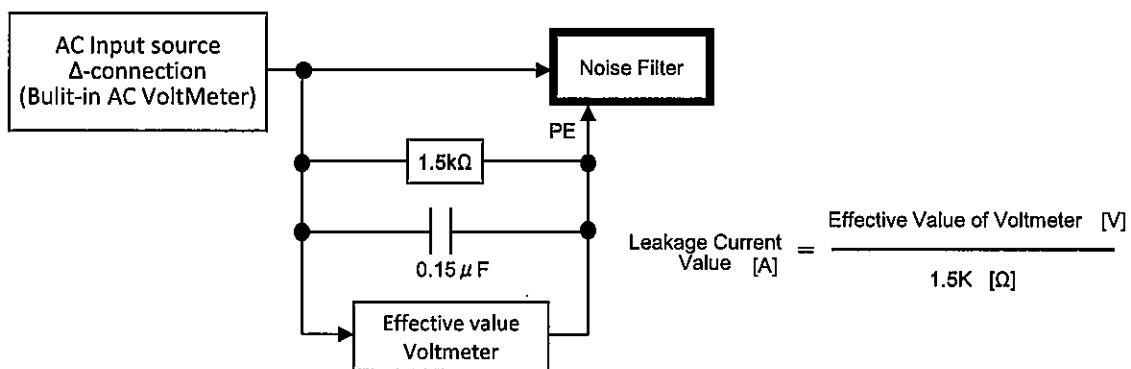 AC Input source
Δ-connection
(Bulit-in AC VoltMeter)
Noise Filter
PE
1.5kΩ
0.15μF
Effective value
Voltmeter
Leakage Current
Value [A]
=
Effective Value of Voltmeter [V]
1.5K [Ω]